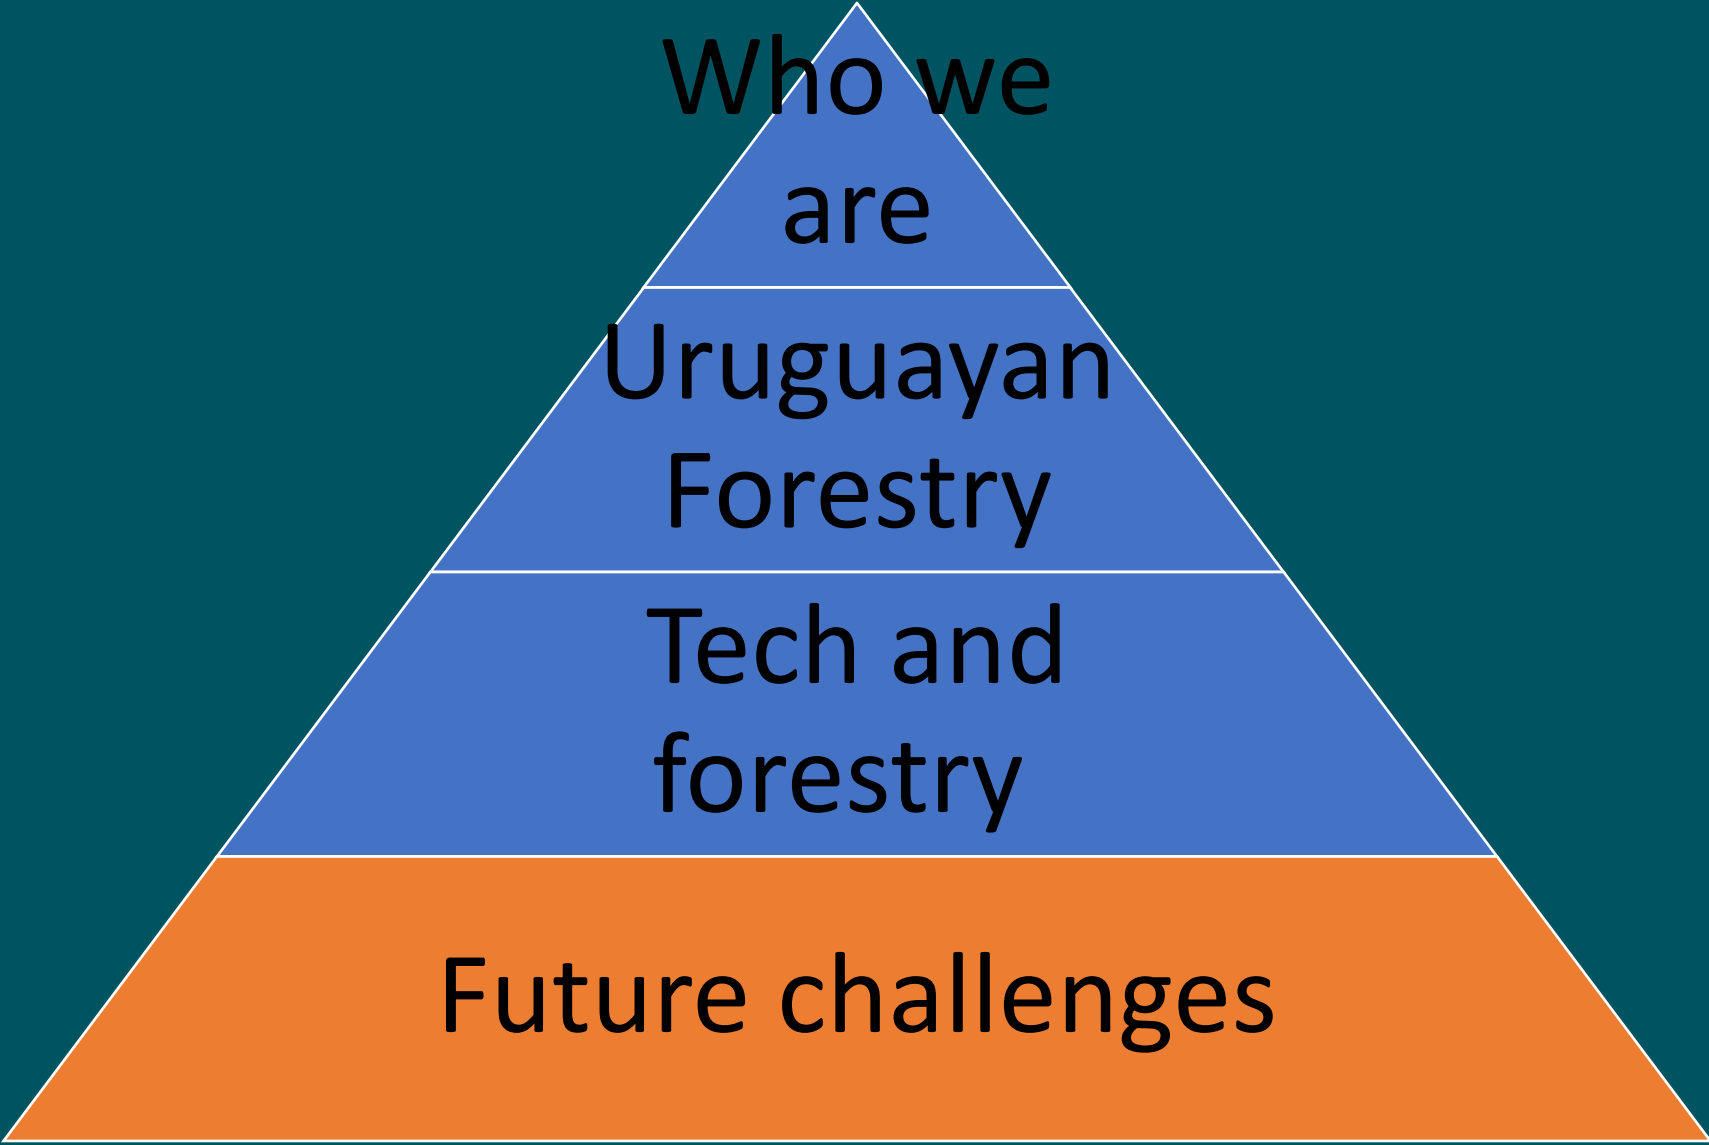 Who we
are
Uruguayan
Forestry
Tech and
forestry
Future challenges